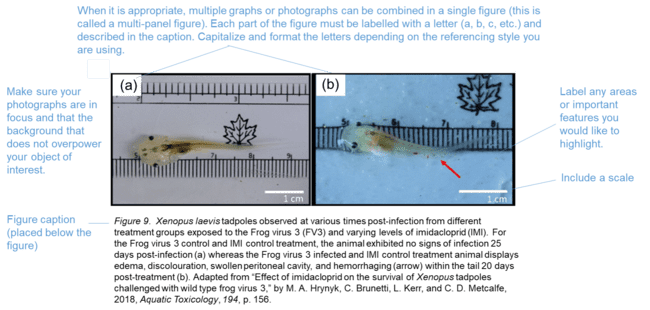 When it is appropriate, multiple graphs or photographs can be combined in a single figure (this is
called a multi-panel figure). Each part of the figure must be labelled with a letter (a, b, c, etc.) and
described in the caption. Capitalize and format the letters depending on the referencing style you
are using.
Make sure your
photographs are in
focus and that the
background that
does not overpower
your object of
interest.
(a)
1 cm
(b)
1 cm
Label any areas
or important
features you
would like to
highlight.
Include a scale
Figure caption
(placed below the
figure)
Figure 9. Xenopus laevis tadpoles observed at various times post-infection from different
treatment groups exposed to the Frog virus 3 (FV3) and varying levels of imidacloprid (IMI). For
the Frog virus 3 control and IMI control treatment, the animal exhibited no signs of infection 25
days post-infection (a) whereas the Frog virus 3 infected and IMI control treatment animal displays
edema, discolouration, swollen peritoneal cavity, and hemorrhaging (arrow) within the tail 20 days
post-treatment (b). Adapted from “Effect of imidacloprid on the survival of Xenopus tadpoles
challenged with wild type frog virus 3,” by M. A. Hrynyk, C. Brunetti, L. Kerr, and C. D. Metcalfe,
2018, Aquatic Toxicology, 194, p. 156.